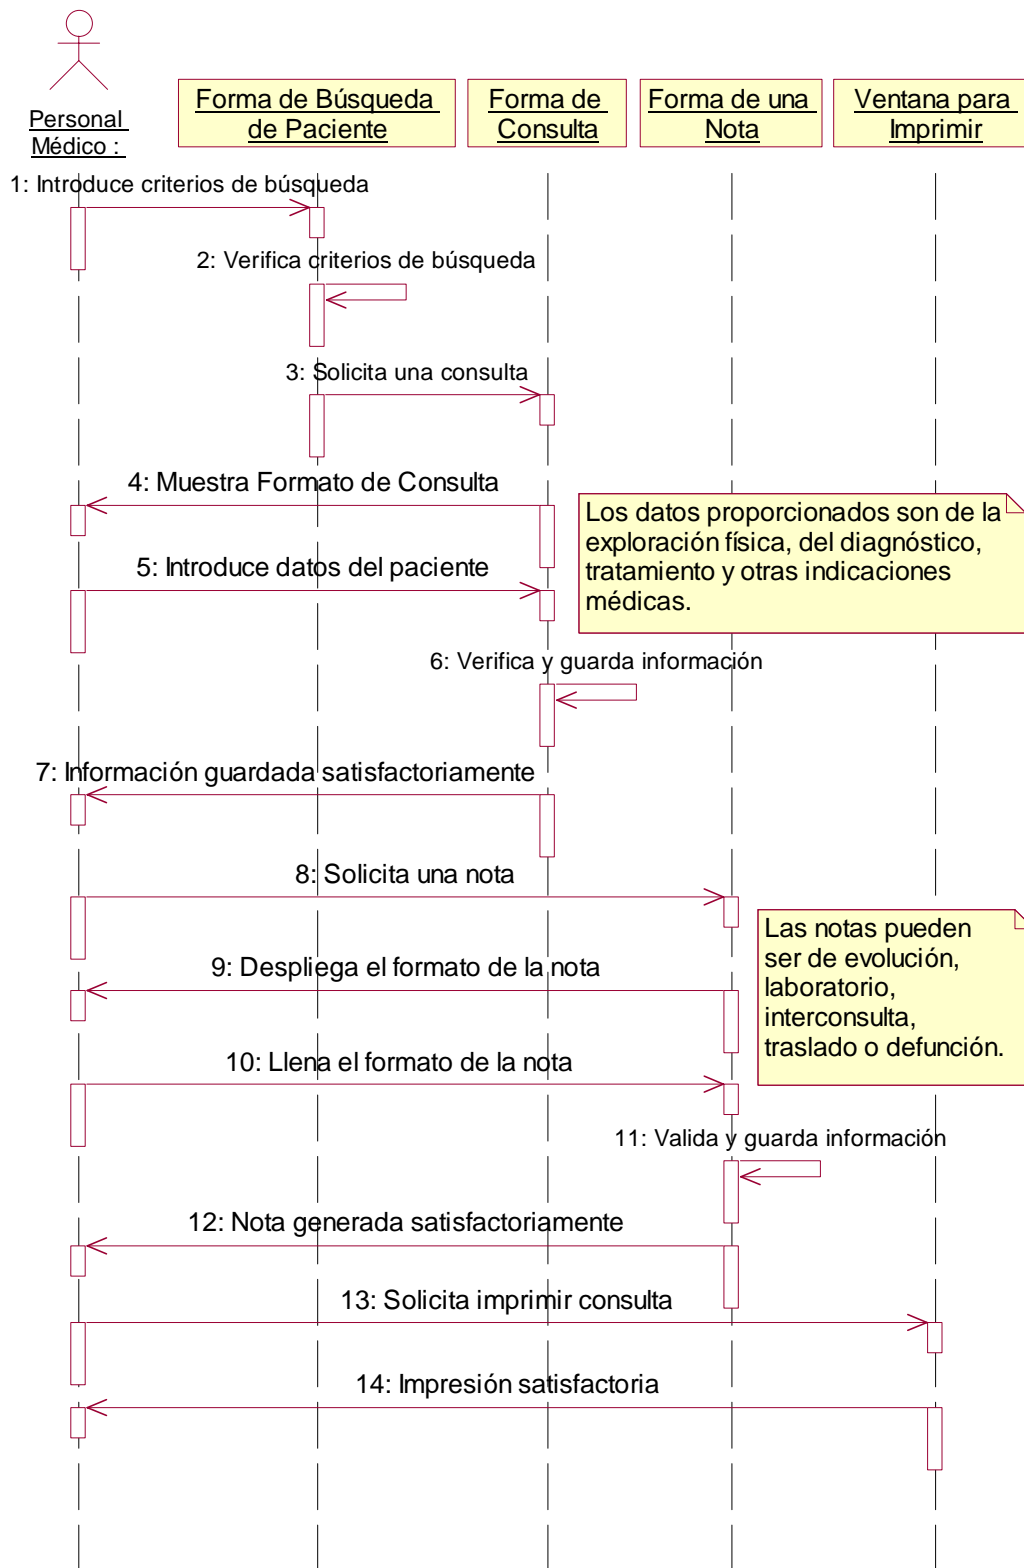 Personal
Médico :
Forma de Búsqueda
de Paciente
Forma de
Consulta
Forma de una
Nota
Ventana para
Imprimir
1: Introduce criterios de búsqueda
2: Verifica criterios de búsqueda
3: Solicita una consulta
4: Muestra Formato de Consulta
Los datos proporcionados son de la
exploración física, del diagnóstico,
tratamiento y otras indicaciones
médicas.
5: Introduce datos del paciente
6: Verifica y guarda información
7: Información guardada satisfactoriamente
8: Solicita una nota
Las notas pueden
ser de evolución,
laboratorio,
interconsulta,
traslado o defunción.
9: Despliega el formato de la nota
10: Llena el formato de la nota
11: Valida y guarda información
12: Nota generada satisfactoriamente
13: Solicita imprimir consulta
14: Impresión satisfactoria